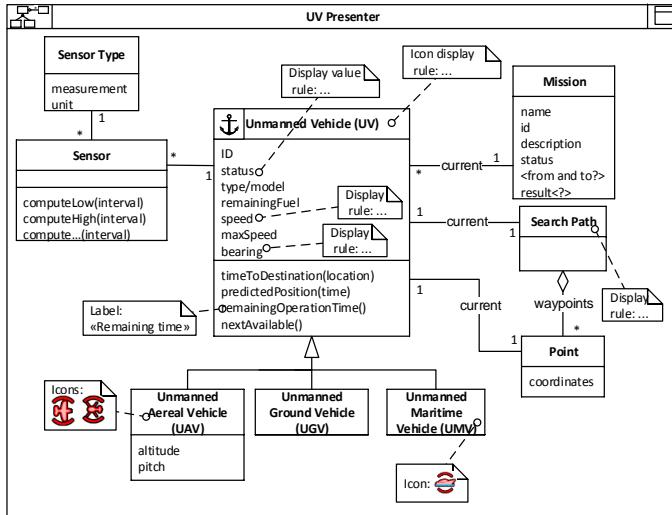 UV Presenter
Sensor Type
measurement
unit
1
*
Sensor
computeLow(interval)
computeHigh(interval)
compute...(interval)
*
1
Display value
rule: ...
Icon display
rule: ...
Unmanned Vehicle (UV)
ID
status
type/model
remainingFuel
speed
maxSpeed
bearing
Display
rule: ...
Display
rule: ...
timeToDestination(location)
predictedPosition(time)
remainingOperationTime()
nextAvailable()
Label:
«Remaining time»
*
current
1
Mission
name
id
description
status
<from and to?>
result<?>
1
current
1
Search Path
Display
rule: ...
waypoints
*
1
current
1
Point
coordinates
Icons:
Unmanned
Aereal Vehicle
(UAV)
altitude
pitch
Unmanned
Ground Vehicle
(UGV)
Unmanned
Maritime
Vehicle (UMV)
Icon: